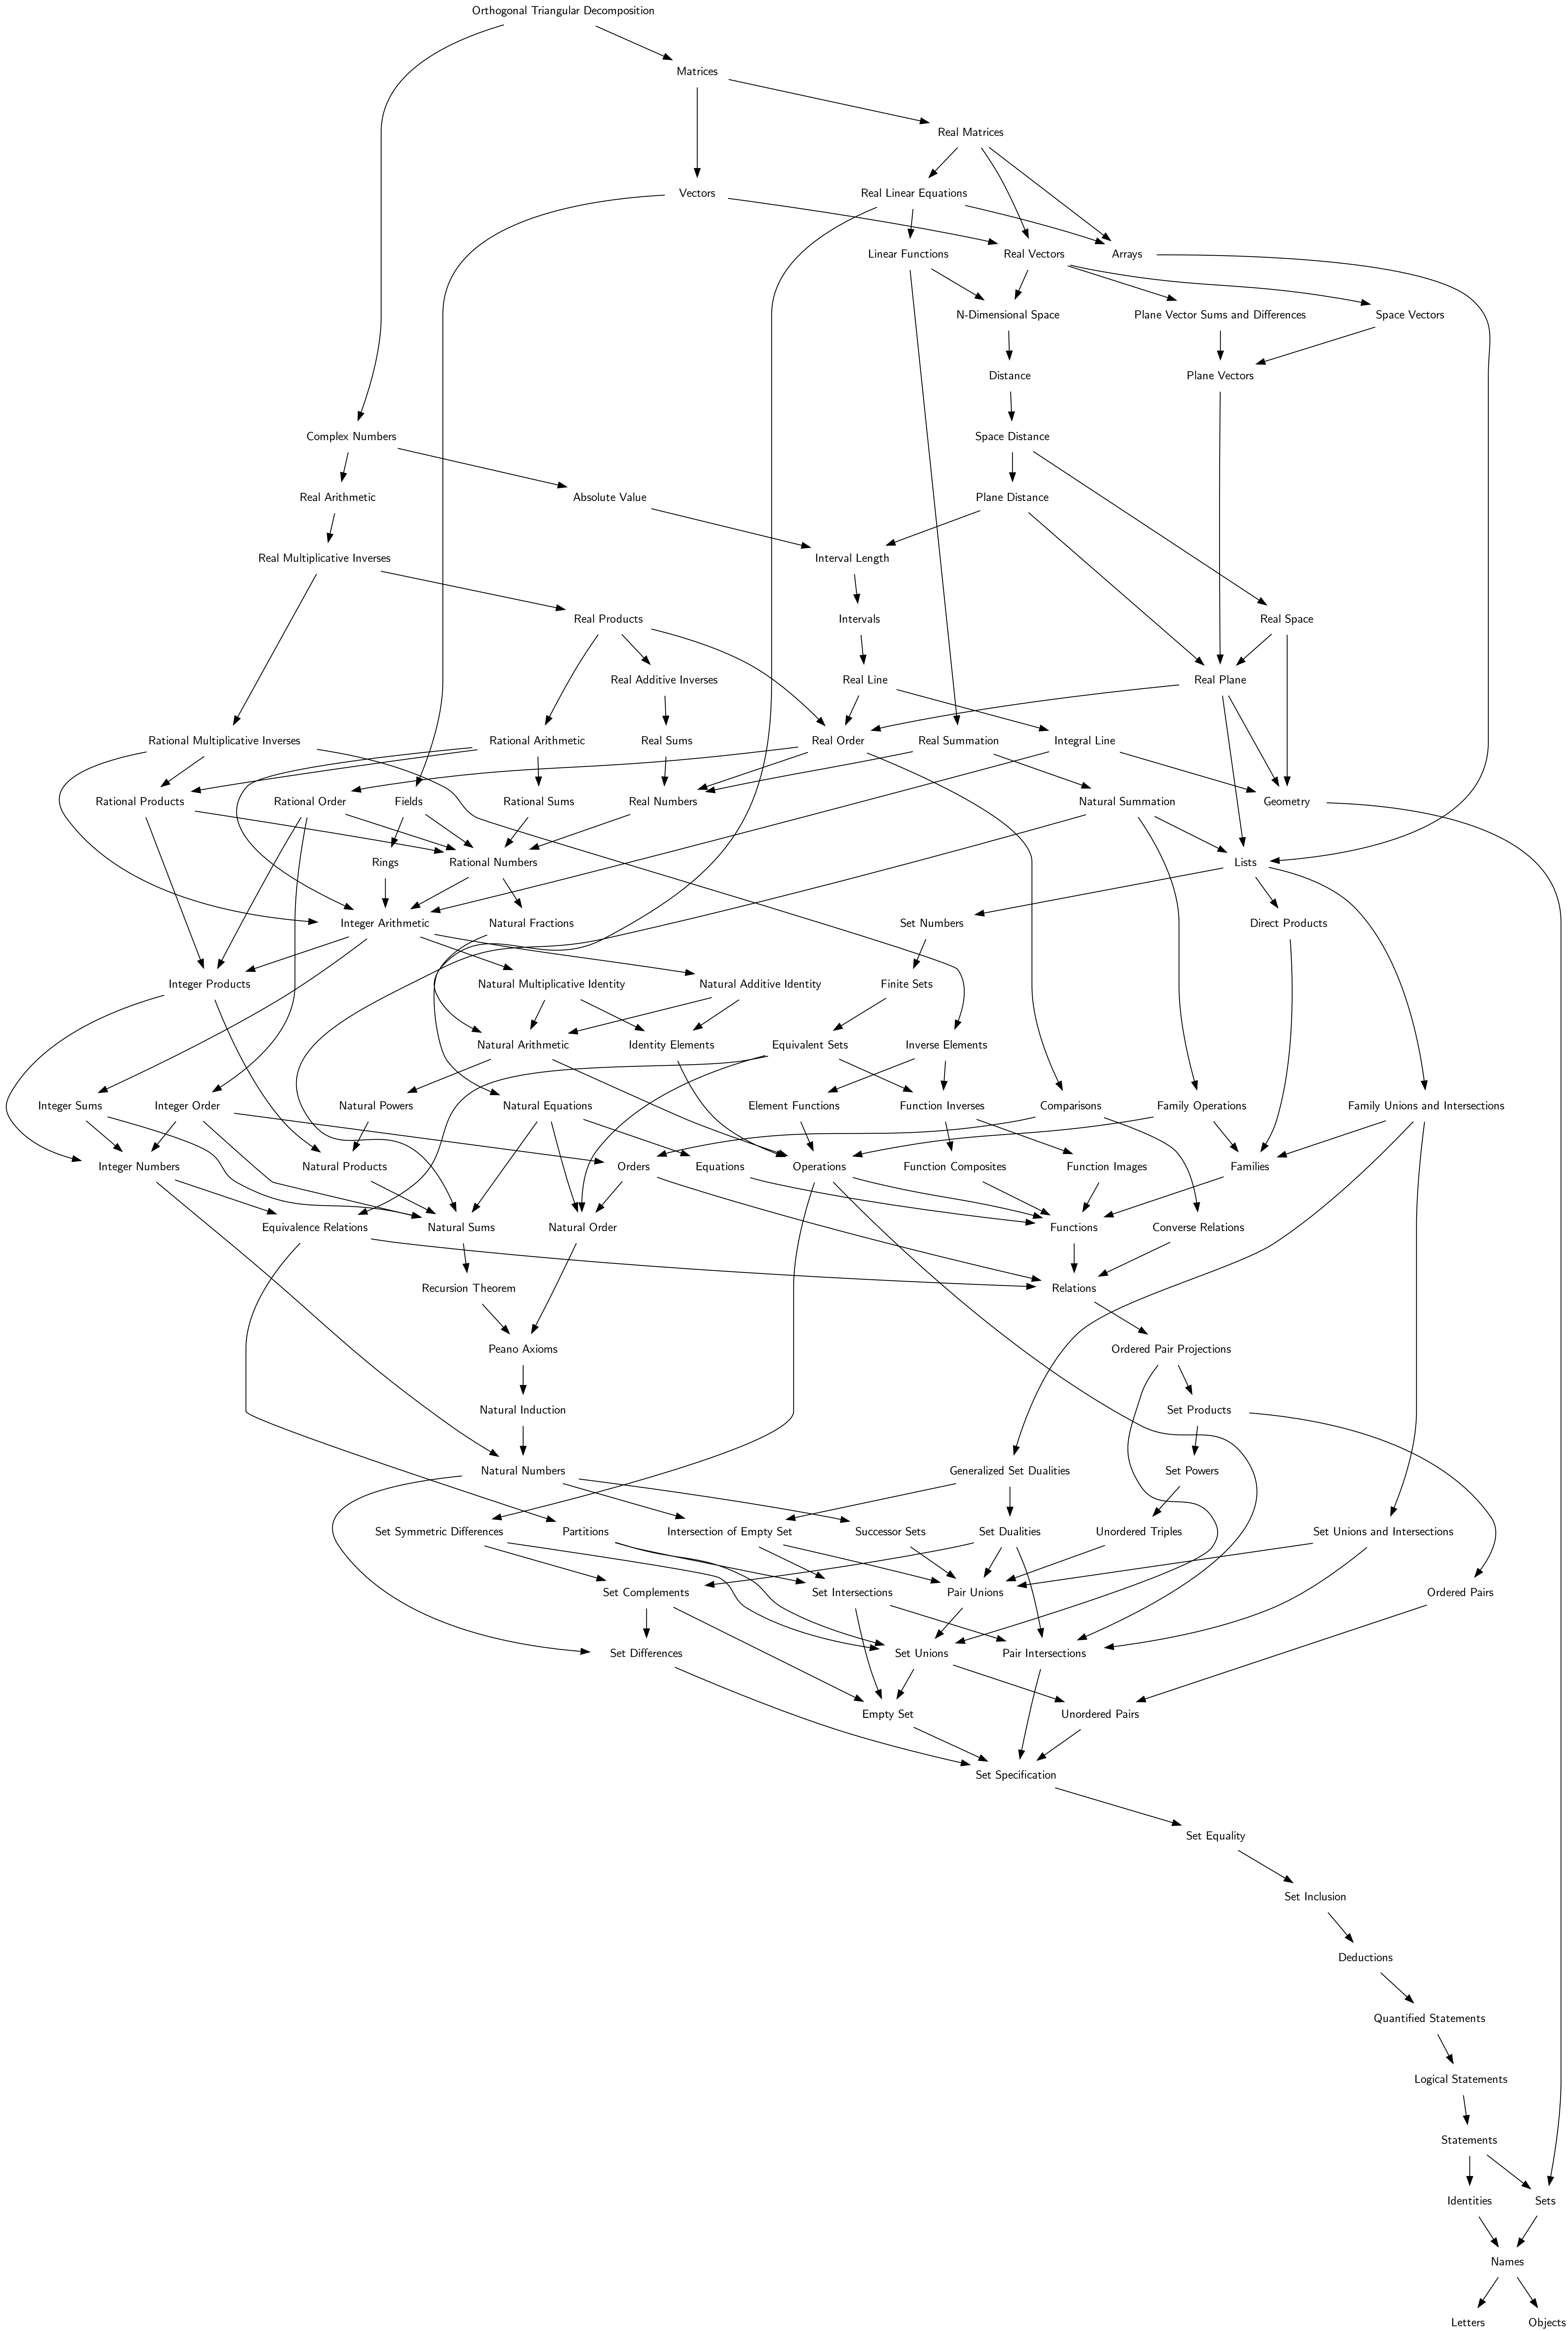 Orthogonal Triangular Decomposition
Matrices
Real Matrices
Vectors
Real Linear Equations
Linear Functions
Real Vectors
Arrays
N-Dimensional Space
Plane Vector Sums and Differences
Space Vectors
Distance
Plane Vectors
Complex Numbers
Space Distance
Real Arithmetic
Absolute Value
Plane Distance
Real Multiplicative Inverses
Interval Length
Real Products
Intervals
Real Space
Real Additive Inverses
Real Line
Real Plane
Rational Multiplicative Inverses
Rational Arithmetic
Real Sums
Real Order
Real Summation
Integral Line
Rational Products
Rational Order
Fields
Rational Sums
Real Numbers
Natural Summation
Geometry
Rings
Rational Numbers
Lists
Integer Arithmetic
Natural Fractions
Set Numbers
Direct Products
Integer Products
Natural Multiplicative Identity
Natural Additive Identity
Finite Sets
Natural Arithmetic
Identity Elements
Equivalent Sets
Inverse Elements
Integer Sums
Integer Order
Natural Powers
Natural Equations
Element Functions
Function Inverses
Comparisons
Family Operations
Family Unions and Intersections
Integer Numbers
Natural Products
Orders
Equations
Operations
Function Composites
Function Images
Families
Equivalence Relations
Natural Sums
Natural Order
Functions
Converse Relations
Recursion Theorem
Relations
Peano Axioms
Ordered Pair Projections
Natural Induction
Set Products
Natural Numbers
Generalized Set Dualities
Set Powers
Set Symmetric Differences
Partitions
Intersection of Empty Set
Successor Sets
Set Dualities
Unordered Triples
Set Unions and Intersections
Set Complements
Set Intersections
Pair Unions
Ordered Pairs
Set Differences
Set Unions
Pair Intersections
Empty Set
Unordered Pairs
Set Specification
Set Equality
Set Inclusion
Deductions
Quantified Statements
Logical Statements
Statements
Identities
Sets
Names
Letters
Objects